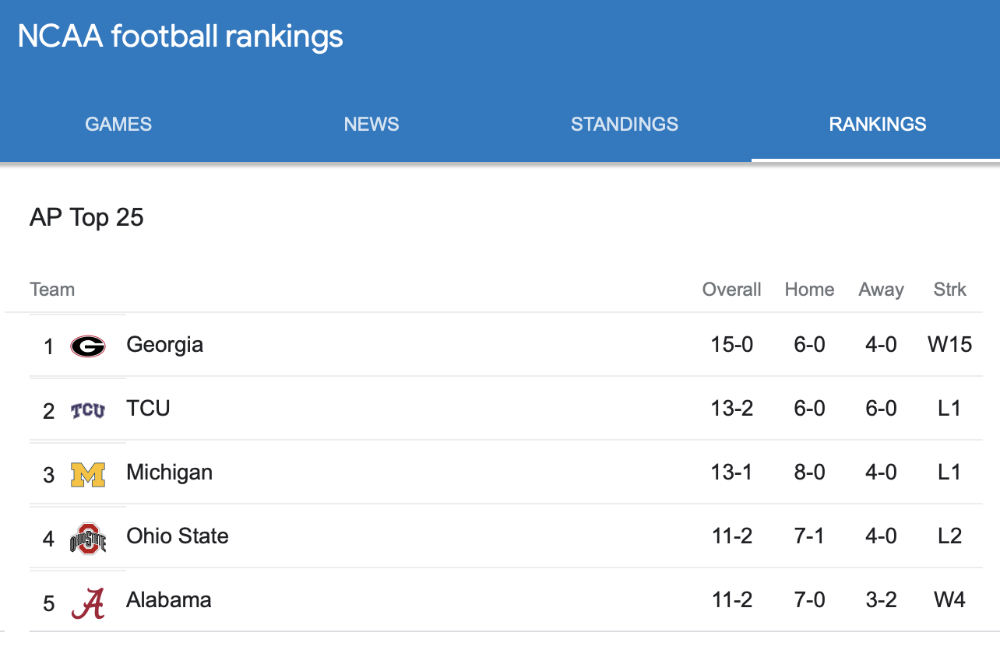 NCAA football rankings
GAMES NEWS STANDINGS RANKINGS
AP Top 25
Team Overall Home Away Strk
1 G Georgia 15-0 6-0 4-0 W15
2 TCU TCU 13-2 6-0 6-0 L1
3 M Michigan 13-1 8-0 4-0 L1
4 OHIO STATE Ohio State 11-2 7-1 4-0 L2
5 A Alabama 11-2 7-0 3-2 W4